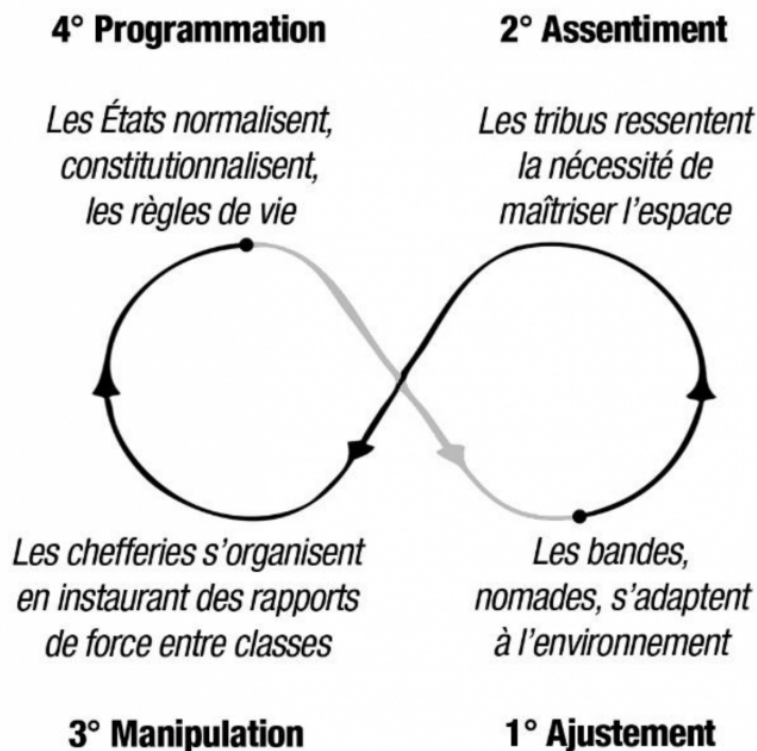 4° Programmation
Les États normalisent,
constitutionnalisent,
les règles de vie
2° Assentiment
Les tribus ressentent
la nécessité de
maîtriser l’espace
Les chefferies s’organisent
en instaurant des rapports
de force entre classes
3° Manipulation
Les bandes,
nomades, s’adaptent
à l’environnement
1° Ajustement